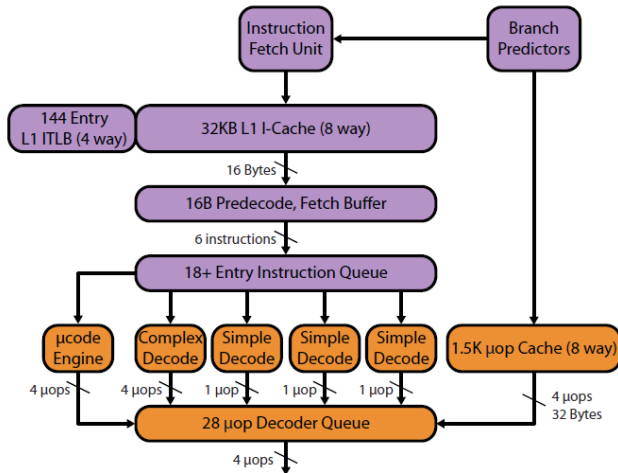 Instruction
Fetch Unit
Branch
Predictors
144 Entry
L1 ITLB (4 way)
32KB L1 I-Cache (8 way)
16 Bytes
16B Predecode, Fetch Buffer
6 instructions
18+ Entry Instruction Queue
μcode
Engine
Complex
Decode
Simple
Decode
Simple
Decode
Simple
Decode
1.5K μop Cache (8 way)
4 μops
4 μops
1 μop
1 μop
1 μop
4 μops
32 Bytes
28 μop Decoder Queue
4 μops